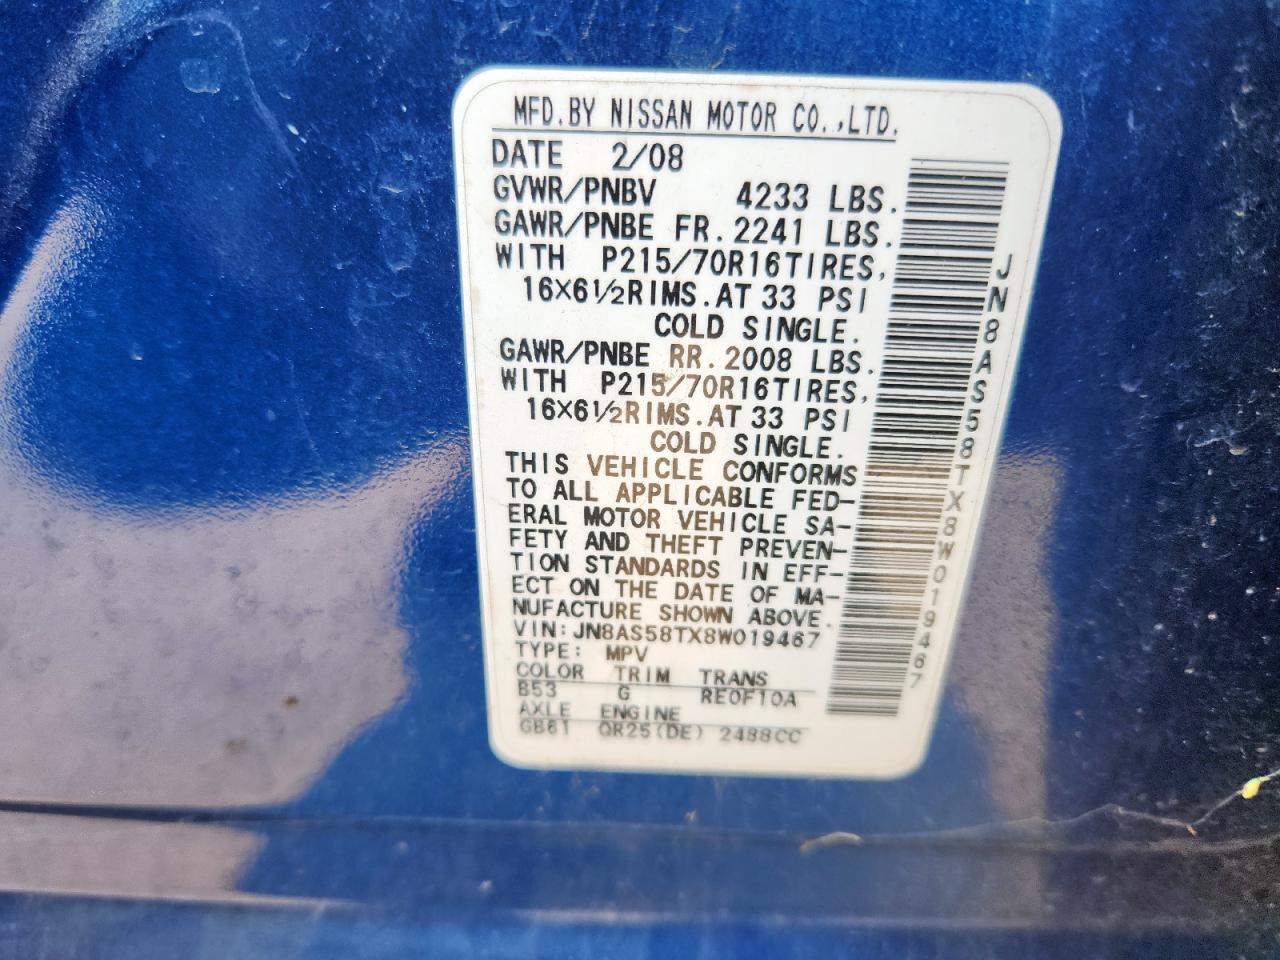 MFD.BY NISSAN MOTOR CO.,LTD.
DATE 2/08
GVWR/PNBV 4233 LBS.
GAWR/PNBE FR.2241 LBS.
WITH P215/70R16TIRES,
16X6½RIMS.AT 33 PSI
COLD SINGLE.
GAWR/PNBE RR.2008 LBS.
WITH P215/70R16TIRES,
16X6½RIMS.AT 33 PSI
COLD SINGLE.
THIS VEHICLE CONFORMS
TO ALL APPLICABLE FED-
ERAL MOTOR VEHICLE SA-
FETY AND THEFT PREVEN-
TION STANDARDS IN EFF-
ECT ON THE DATE OF MA-
NUFACTURE SHOWN ABOVE.
VIN:JN8AS58TX8W019467
TYPE: MPV
COLOR TRIM TRANS
B53 G RE0F10A
AXLE ENGINE
GB61 QR25(DE) 2488CC
JN8AS58TX8W019467